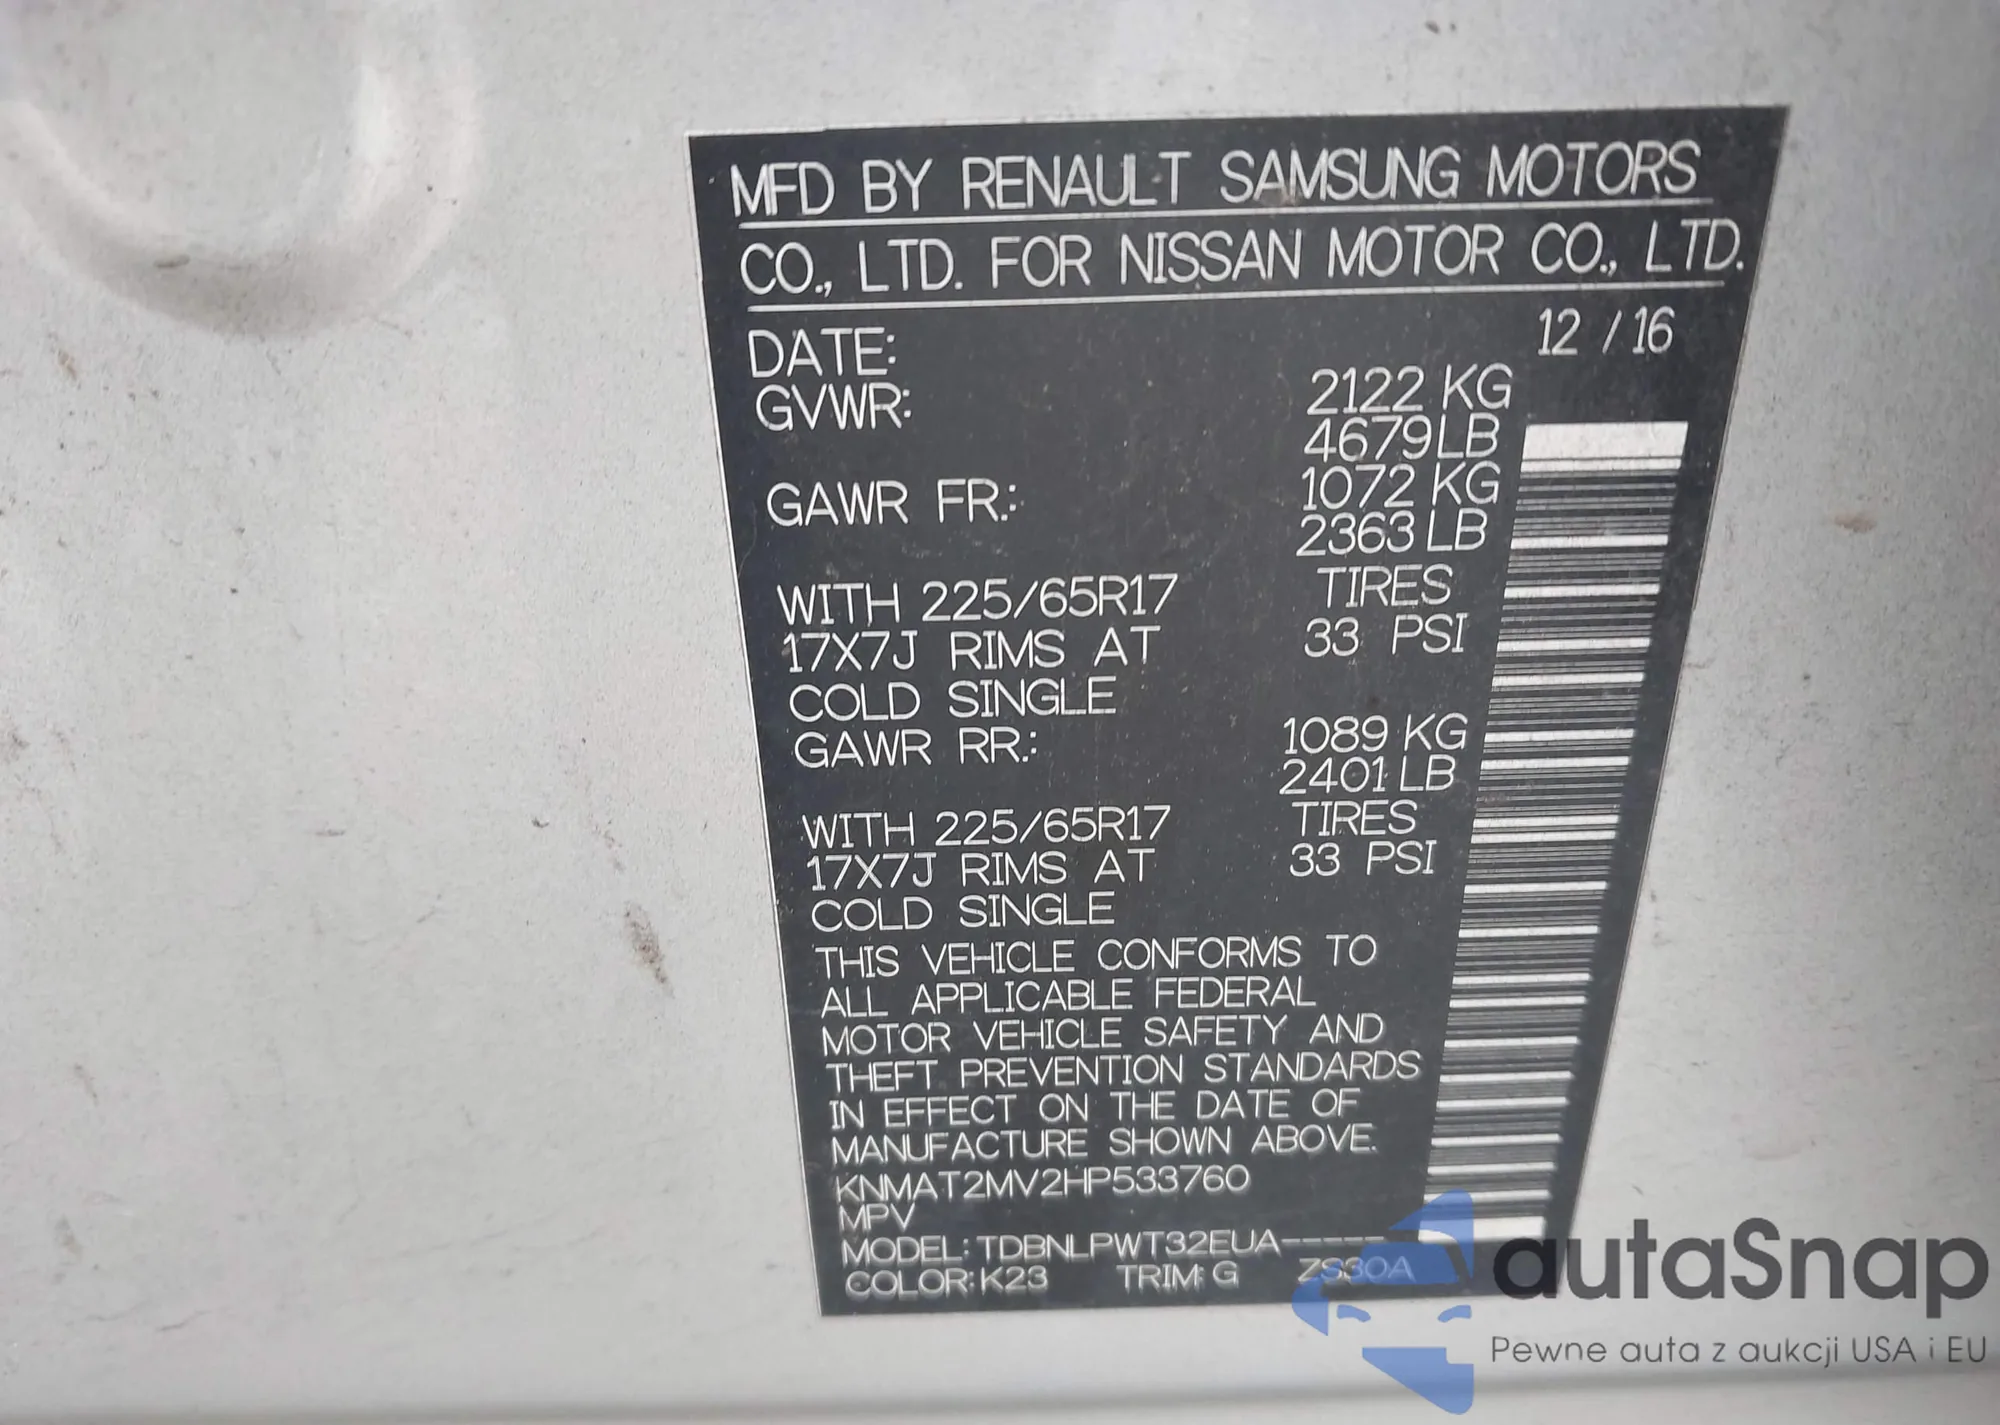 MFD BY RENAULT SAMSUNG MOTORS
CO., LTD. FOR NISSAN MOTOR CO., LTD.
DATE: 12 / 16
GVWR: 2122 KG
4679 LB
GAWR FR.: 1072 KG
2363 LB
WITH 225/65R17 TIRES
17X7J RIMS AT 33 PSI
COLD SINGLE
GAWR RR.: 1089 KG
2401 LB
WITH 225/65R17 TIRES
17X7J RIMS AT 33 PSI
COLD SINGLE
THIS VEHICLE CONFORMS TO
ALL APPLICABLE FEDERAL
MOTOR VEHICLE SAFETY AND
THEFT PREVENTION STANDARDS
IN EFFECT ON THE DATE OF
MANUFACTURE SHOWN ABOVE.
KNMAT2MV2HP533760
MPV
MODEL: TDBNLPWT32EUA-----
COLOR: K23 TRIM: G ZS30A
autaSnap
Pewne auta z aukcji USA i EU